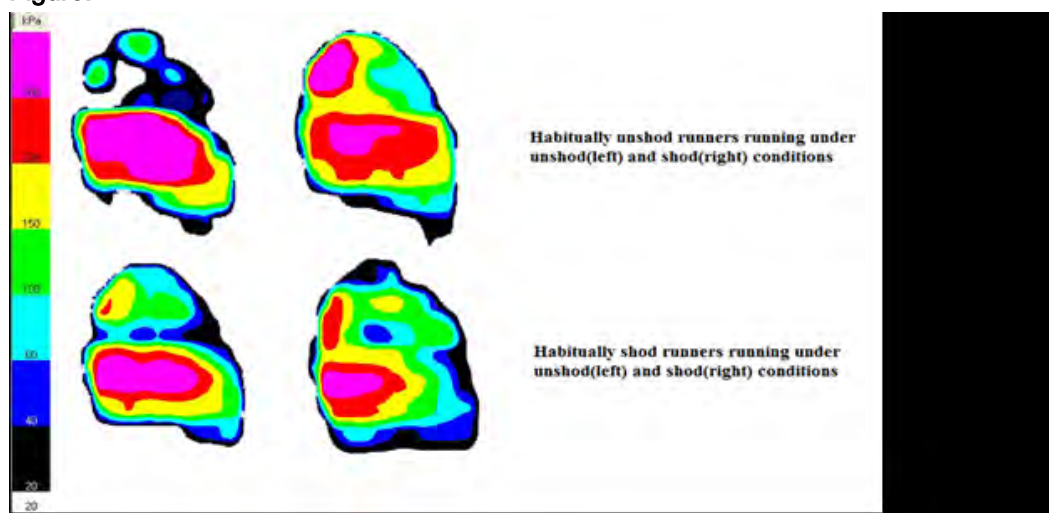 kPa
150
100
60
40
20
20
Habitually unshod runners running under
unshod(left) and shod(right) conditions
Habitually shod runners running under
unshod(left) and shod(right) conditions